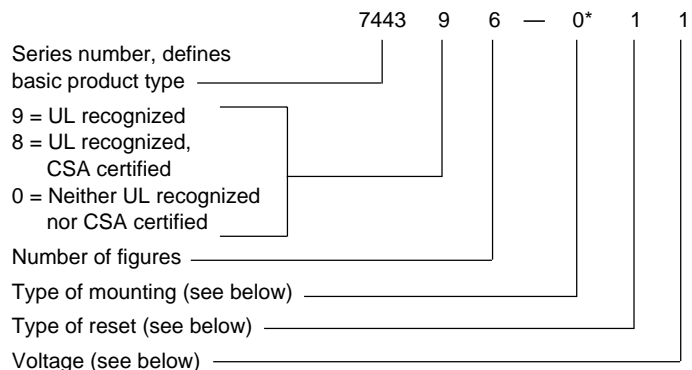 7443 9 6 — 0* 1 1
Series number, defines
basic product type
9 = UL recognized
8 = UL recognized,
CSA certified
0 = Neither UL recognized
nor CSA certified
Number of figures
Type of mounting (see below)
Type of reset (see below)
Voltage (see below)